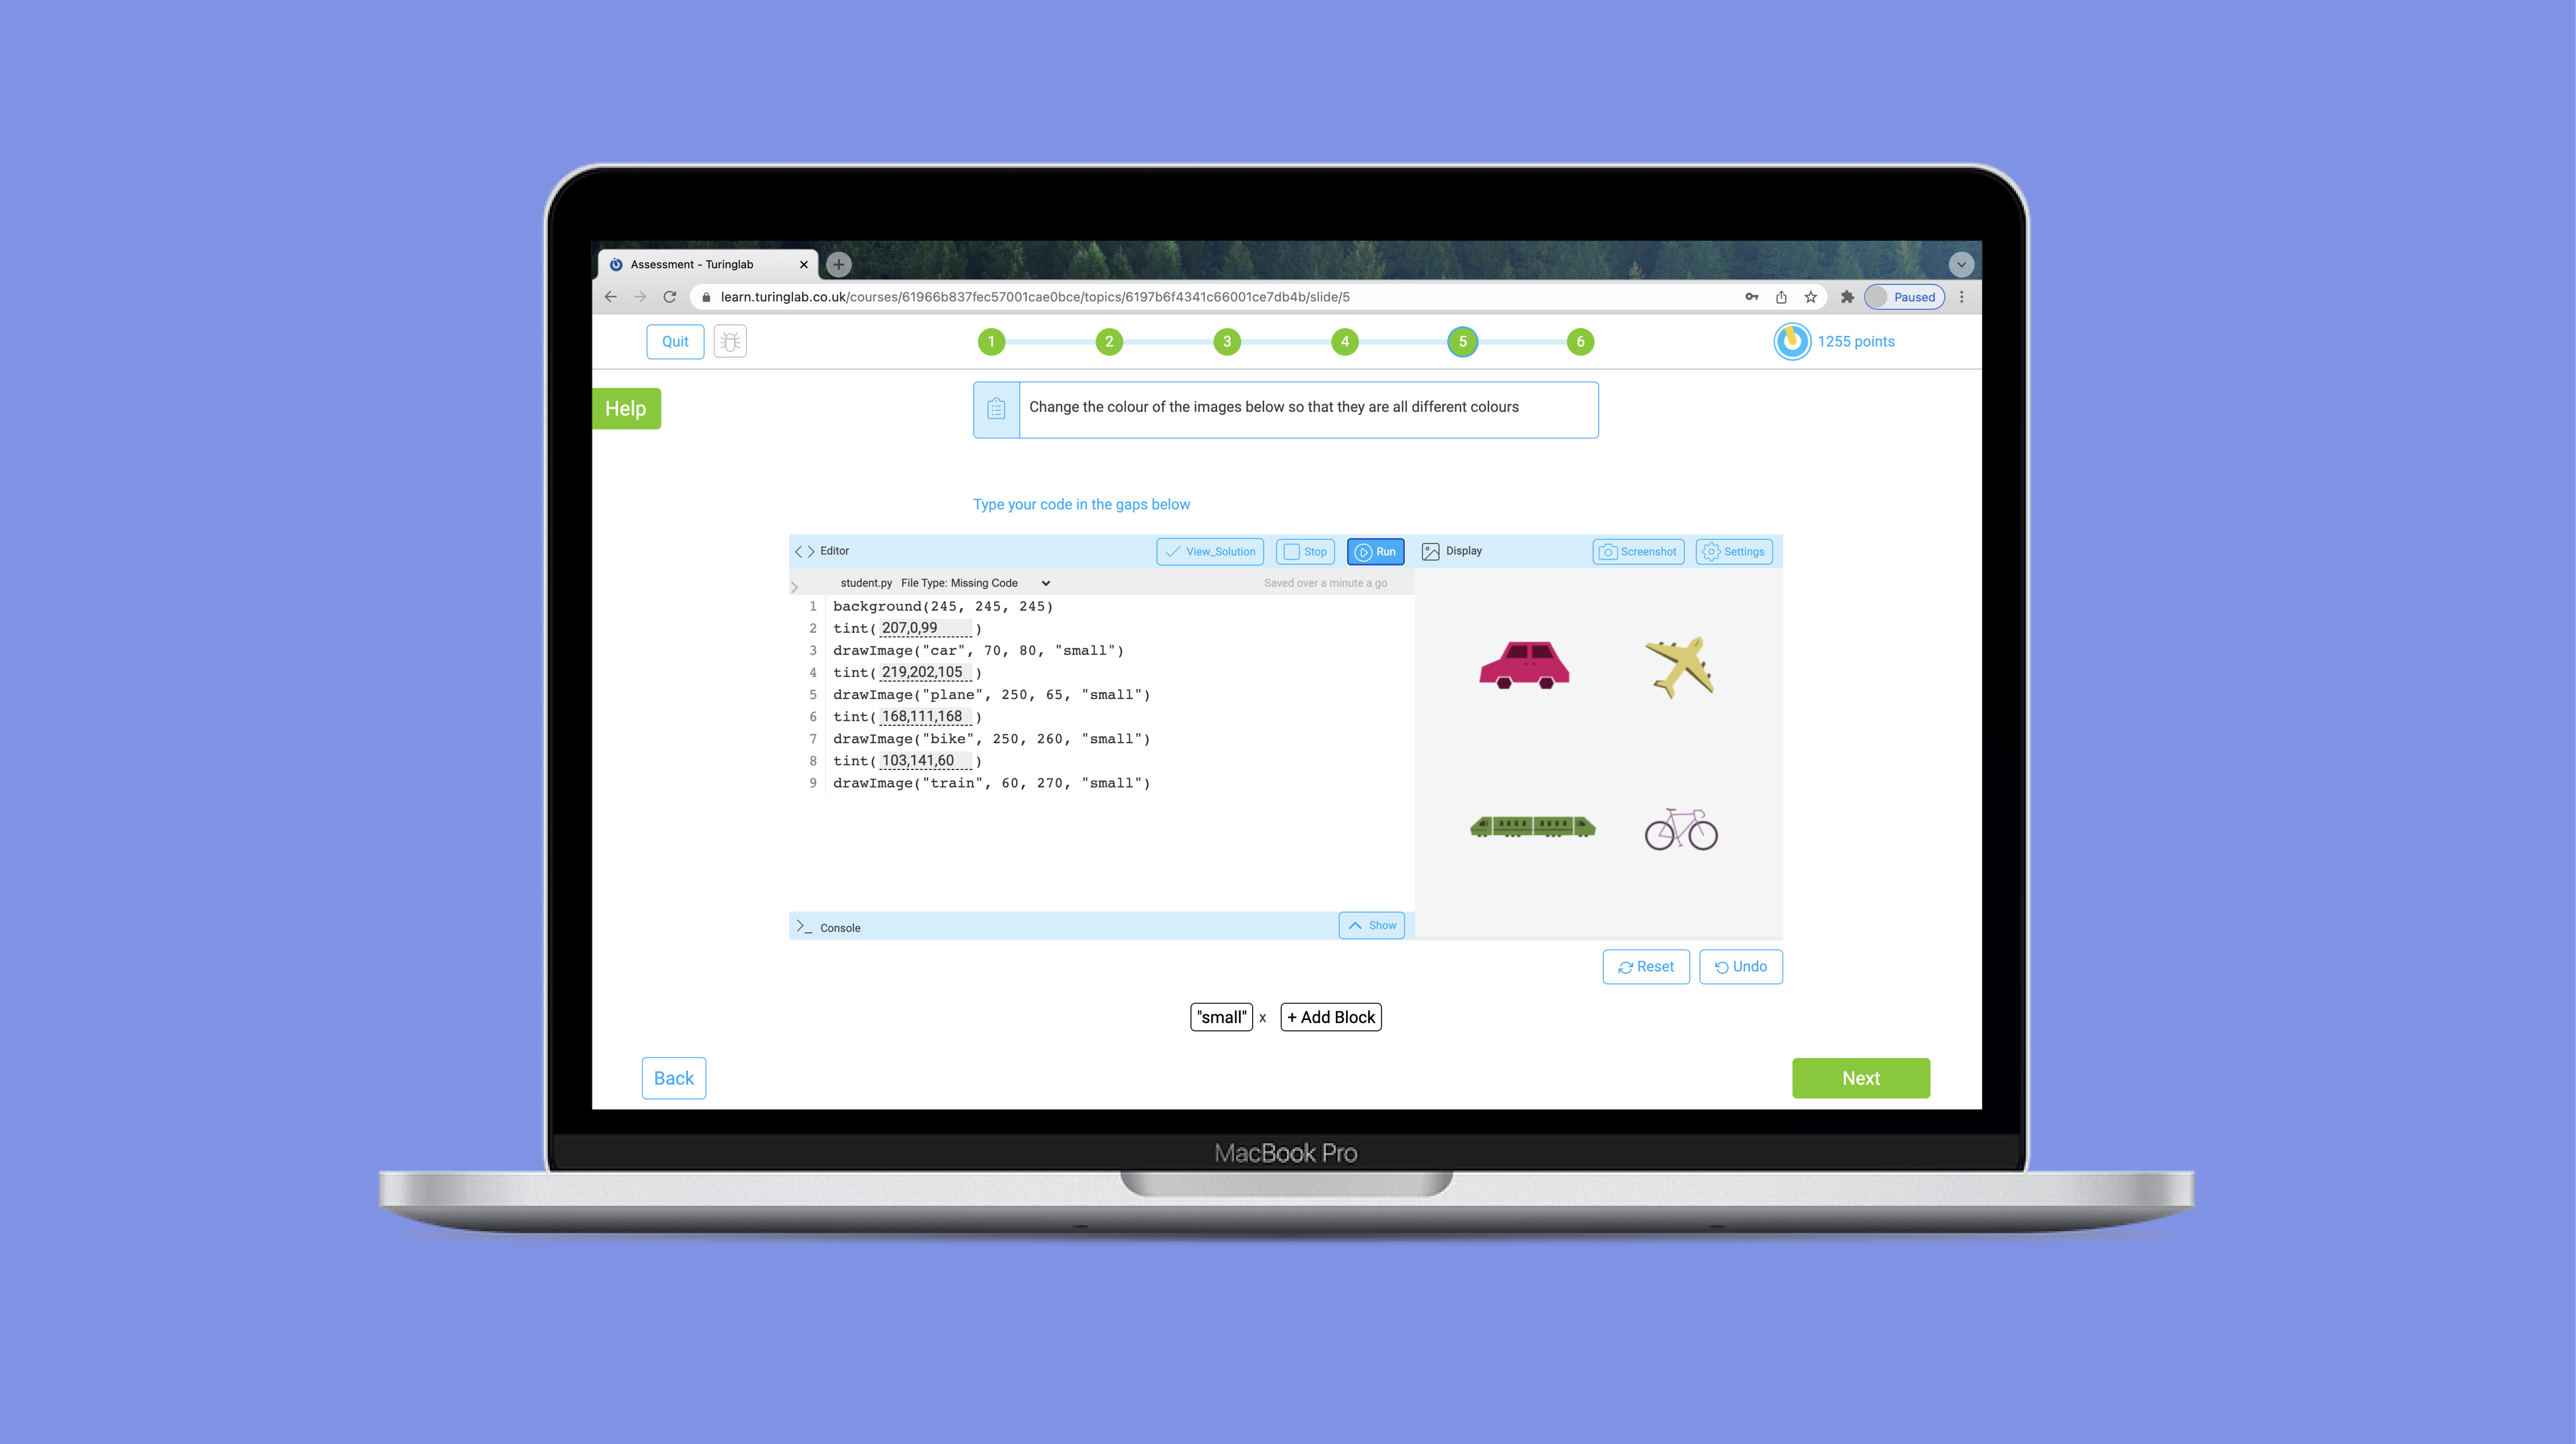 Assessment - Turinglab
learn.turinglab.co.uk/courses/61966b837fec57001cae0bce/topics/6197b6f4341c66001ce7db4b/slide/5
Paused
Quit
1 2 3 4 5 6
1255 points
Help
Change the colour of the images below so that they are all different colours
Type your code in the gaps below
Editor
View_Solution
Stop
Run
Display
Screenshot
Settings
student.py File Type: Missing Code
Saved over a minute a go
1 background(245, 245, 245)
2 tint( 207,0,99 )
3 drawImage("car", 70, 80, "small")
4 tint( 219,202,105 )
5 drawImage("plane", 250, 65, "small")
6 tint( 168,111,168 )
7 drawImage("bike", 250, 260, "small")
8 tint( 103,141,60 )
9 drawImage("train", 60, 270, "small")
Console
Show
Reset
Undo
"small" x + Add Block
Back
Next
MacBook Pro